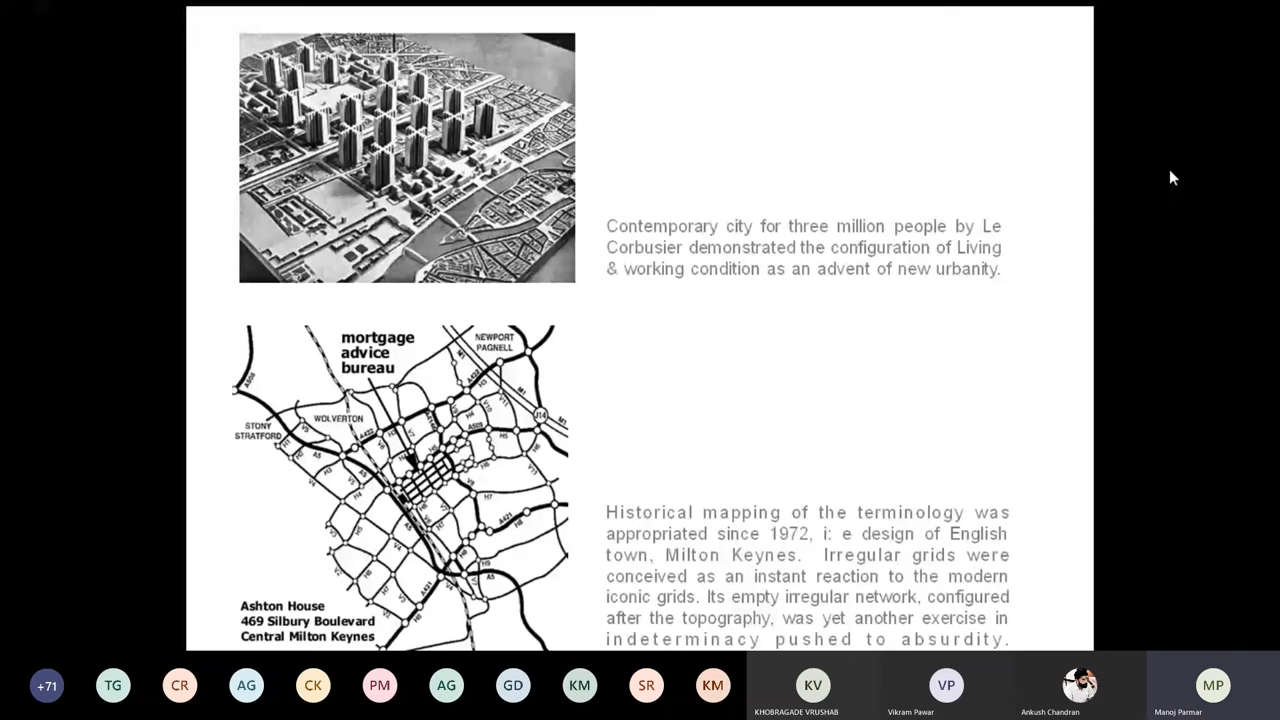 Contemporary city for three million people by Le
Corbusier demonstrated the configuration of Living
& working condition as an advent of new urbanity.
mortgage
advice
bureau
NEWPORT
PAGNELL
WOLVERTON
STONY
STRATFORD
J14
M1
Ashton House
469 Silbury Boulevard
Central Milton Keynes
Historical mapping of the terminology was
appropriated since 1972, i: e design of English
town, Milton Keynes. Irregular grids were
conceived as an instant reaction to the modern
iconic grids. Its empty irregular network, configured
after the topography, was yet another exercise in
indeterminacy pushed to absurdity.
+71
TG
CR
AG
CK
PM
AG
GD
KM
SR
KM
KV
KHOBRAGADE VRUSHAB
VP
Vikram Pawar
Ankush Chandran
MP
Manoj Parmar